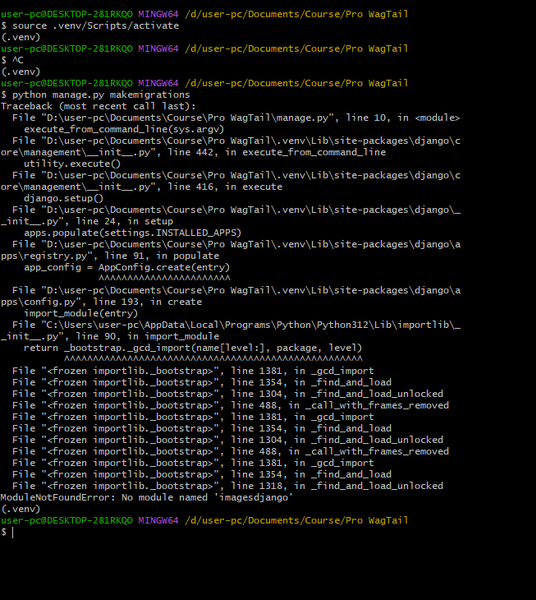 user-pc@DESKTOP-281RKQO MINGW64 /d/user-pc/Documents/Course/Pro WagTail
$ source .venv/Scripts/activate
(.venv)
user-pc@DESKTOP-281RKQO MINGW64 /d/user-pc/Documents/Course/Pro WagTail
$ ^C
(.venv)
user-pc@DESKTOP-281RKQO MINGW64 /d/user-pc/Documents/Course/Pro WagTail
$ python manage.py makemigrations
Traceback (most recent call last):
  File "D:\user-pc\Documents\Course\Pro WagTail\manage.py", line 10, in <module>
    execute_from_command_line(sys.argv)
  File "D:\user-pc\Documents\Course\Pro WagTail\.venv\Lib\site-packages\django\c
ore\management\__init__.py", line 442, in execute_from_command_line
    utility.execute()
  File "D:\user-pc\Documents\Course\Pro WagTail\.venv\Lib\site-packages\django\c
ore\management\__init__.py", line 416, in execute
    django.setup()
  File "D:\user-pc\Documents\Course\Pro WagTail\.venv\Lib\site-packages\django\_
_init__.py", line 24, in setup
    apps.populate(settings.INSTALLED_APPS)
  File "D:\user-pc\Documents\Course\Pro WagTail\.venv\Lib\site-packages\django\a
pps\registry.py", line 91, in populate
    app_config = AppConfig.create(entry)
                 ^^^^^^^^^^^^^^^^^^^^^^^
  File "D:\user-pc\Documents\Course\Pro WagTail\.venv\Lib\site-packages\django\a
pps\config.py", line 193, in create
    import_module(entry)
  File "C:\Users\user-pc\AppData\Local\Programs\Python\Python312\Lib\importlib\_
_init__.py", line 90, in import_module
    return _bootstrap._gcd_import(name[level:], package, level)
           ^^^^^^^^^^^^^^^^^^^^^^^^^^^^^^^^^^^^^^^^^^^^^^^^^^^^
  File "<frozen importlib._bootstrap>", line 1381, in _gcd_import
  File "<frozen importlib._bootstrap>", line 1354, in _find_and_load
  File "<frozen importlib._bootstrap>", line 1304, in _find_and_load_unlocked
  File "<frozen importlib._bootstrap>", line 488, in _call_with_frames_removed
  File "<frozen importlib._bootstrap>", line 1381, in _gcd_import
  File "<frozen importlib._bootstrap>", line 1354, in _find_and_load
  File "<frozen importlib._bootstrap>", line 1304, in _find_and_load_unlocked
  File "<frozen importlib._bootstrap>", line 488, in _call_with_frames_removed
  File "<frozen importlib._bootstrap>", line 1381, in _gcd_import
  File "<frozen importlib._bootstrap>", line 1354, in _find_and_load
  File "<frozen importlib._bootstrap>", line 1318, in _find_and_load_unlocked
ModuleNotFoundError: No module named 'imagesdjango'
(.venv)
user-pc@DESKTOP-281RKQO MINGW64 /d/user-pc/Documents/Course/Pro WagTail
$